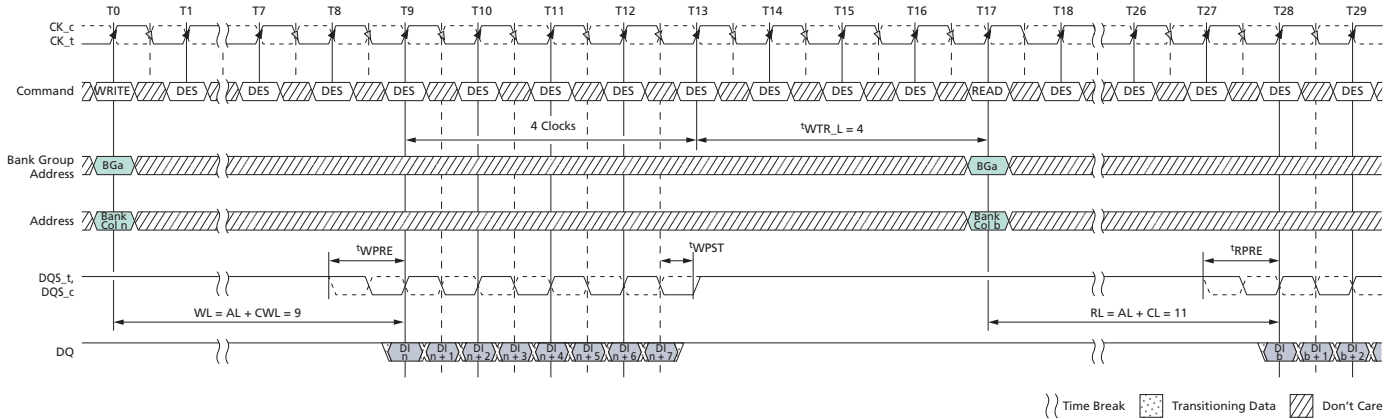 T0 T1 T7 T8 T9 T10 T11 T12 T13 T14 T15 T16 T17 T18 T26 T27 T28 T29
CK_c
CK_t
Command WRITE DES DES DES DES DES DES DES DES DES DES DES READ DES DES DES DES DES
4 Clocks tWTR_L = 4
Bank Group
Address
BGa BGa
Address
Bank
Col n
Bank
Col b
tWPRE tWPST tRPRE
DQS_t,
DQS_c
WL = AL + CWL = 9 RL = AL + CL = 11
DQ
DI
n
DI
n + 1
DI
n + 2
DI
n + 3
DI
n + 4
DI
n + 5
DI
n + 6
DI
n + 7
DI
b
DI
b + 1
DI
b + 2
Time Break Transitioning Data Don't Care